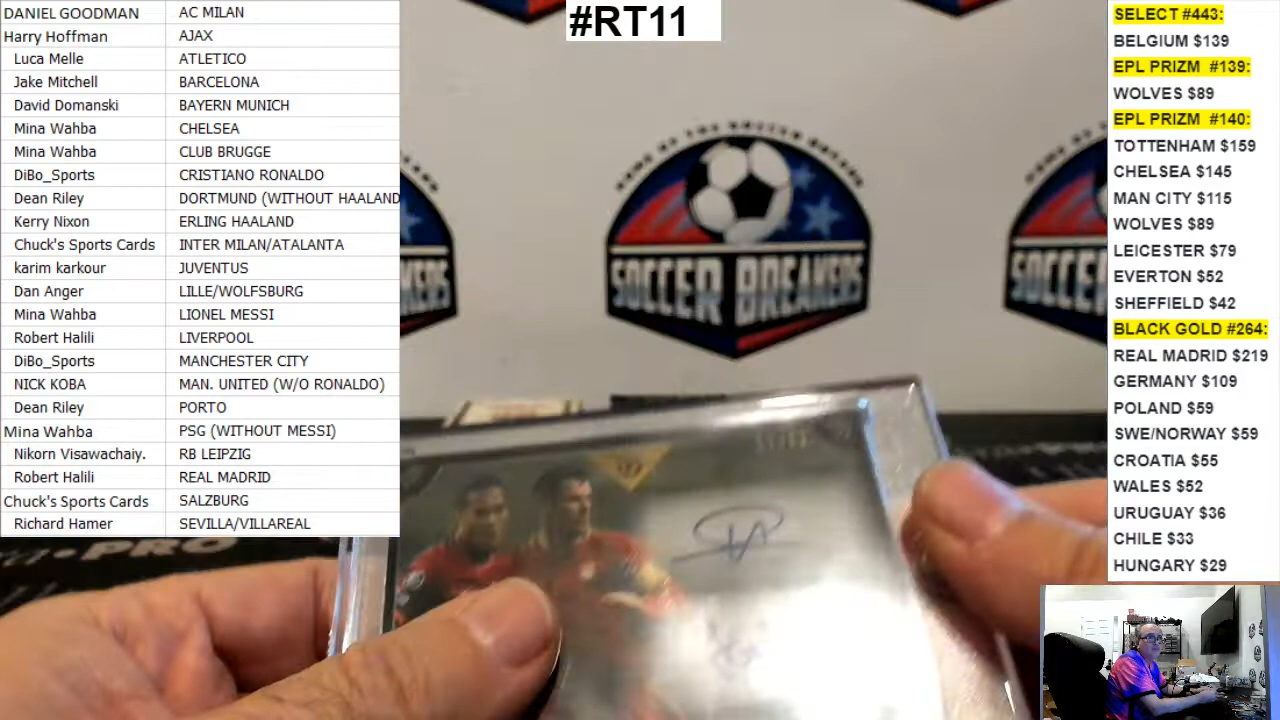 #RT11
DANIEL GOODMAN AC MILAN
Harry Hoffman AJAX
Luca Melle ATLETICO
Jake Mitchell BARCELONA
David Domanski BAYERN MUNICH
Mina Wahba CHELSEA
Mina Wahba CLUB BRUGGE
DiBo_Sports CRISTIANO RONALDO
Dean Riley DORTMUND (WITHOUT HAALAND
Kerry Nixon ERLING HAALAND
Chuck's Sports Cards INTER MILAN/ATALANTA
karim karkour JUVENTUS
Dan Anger LILLE/WOLFSBURG
Mina Wahba LIONEL MESSI
Robert Halili LIVERPOOL
DiBo_Sports MANCHESTER CITY
NICK KOBA MAN. UNITED (W/O RONALDO)
Dean Riley PORTO
Mina Wahba PSG (WITHOUT MESSI)
Nikorn Visawachaiy. RB LEIPZIG
Robert Halili REAL MADRID
Chuck's Sports Cards SALZBURG
Richard Hamer SEVILLA/VILLAREAL
SOCCER BREAKERS
SOCCER
SELECT #443:
BELGIUM $139
EPL PRIZM #139:
WOLVES $89
EPL PRIZM #140:
TOTTENHAM $159
CHELSEA $145
MAN CITY $115
WOLVES $89
LEICESTER $79
EVERTON $52
SHEFFIELD $42
BLACK GOLD #264:
REAL MADRID $219
GERMANY $109
POLAND $59
SWE/NORWAY $59
CROATIA $55
WALES $52
URUGUAY $36
CHILE $33
HUNGARY $29